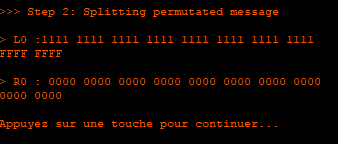 >>> Step 2: Splitting permutated message
> L0 :1111 1111 1111 1111 1111 1111 1111 1111
FFFF FFFF
> R0 : 0000 0000 0000 0000 0000 0000 0000 0000
0000 0000
Appuyez sur une touche pour continuer...